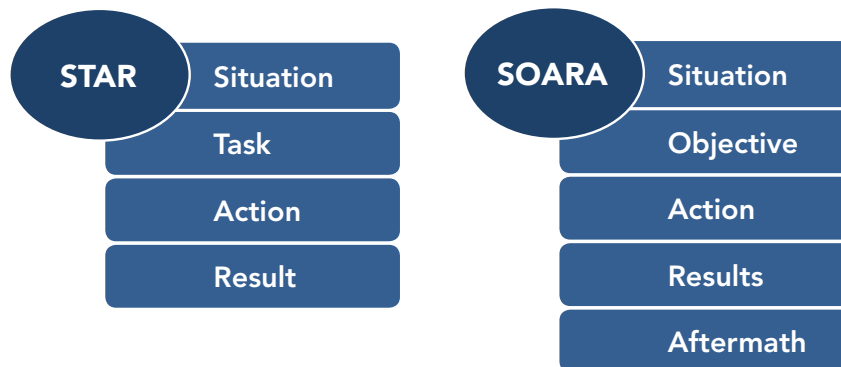 STAR
Situation
Task
Action
Result
SOARA
Situation
Objective
Action
Results
Aftermath